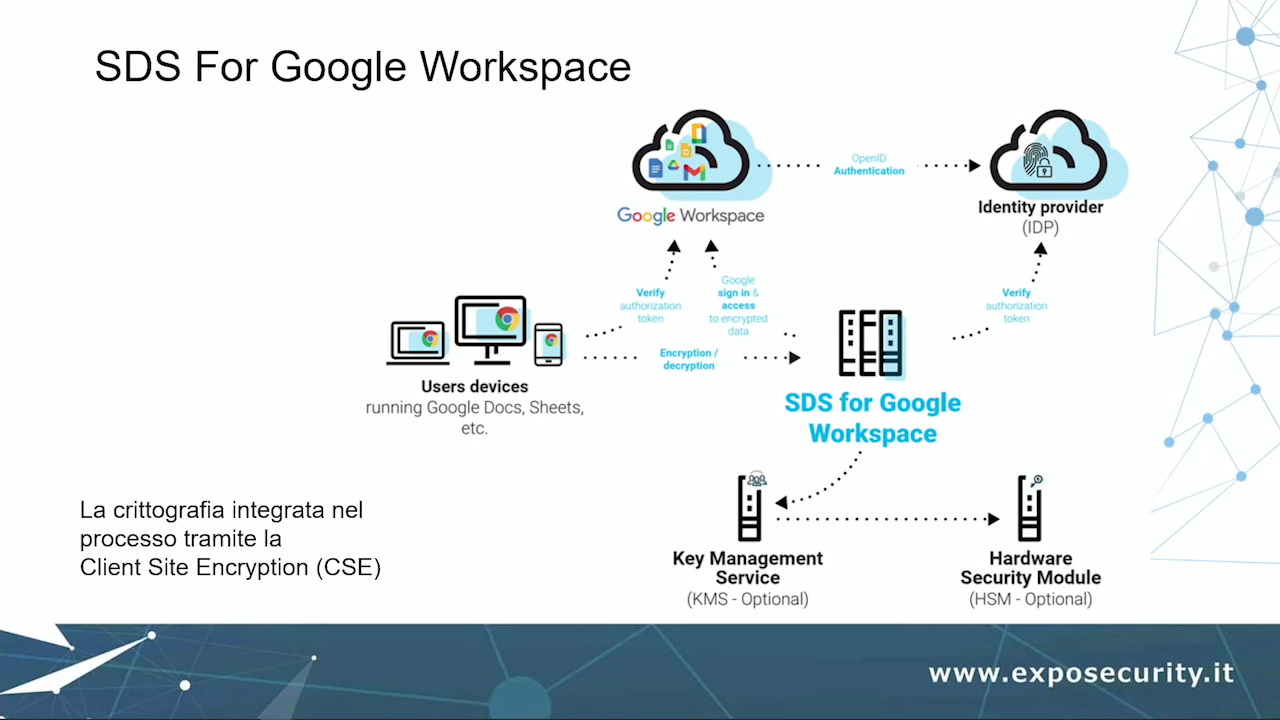 SDS For Google Workspace
OpenID
Authentication
Google Workspace
Identity provider
(IDP)
Verify
authorization
token
Google
sign in &
access
to encrypted
data
Verify
authorization
token
Encryption /
decryption
Users devices
running Google Docs, Sheets,
etc.
SDS for Google
Workspace
La crittografia integrata nel
processo tramite la
Client Site Encryption (CSE)
Key Management
Service
(KMS - Optional)
Hardware
Security Module
(HSM - Optional)
www.exposecurity.it